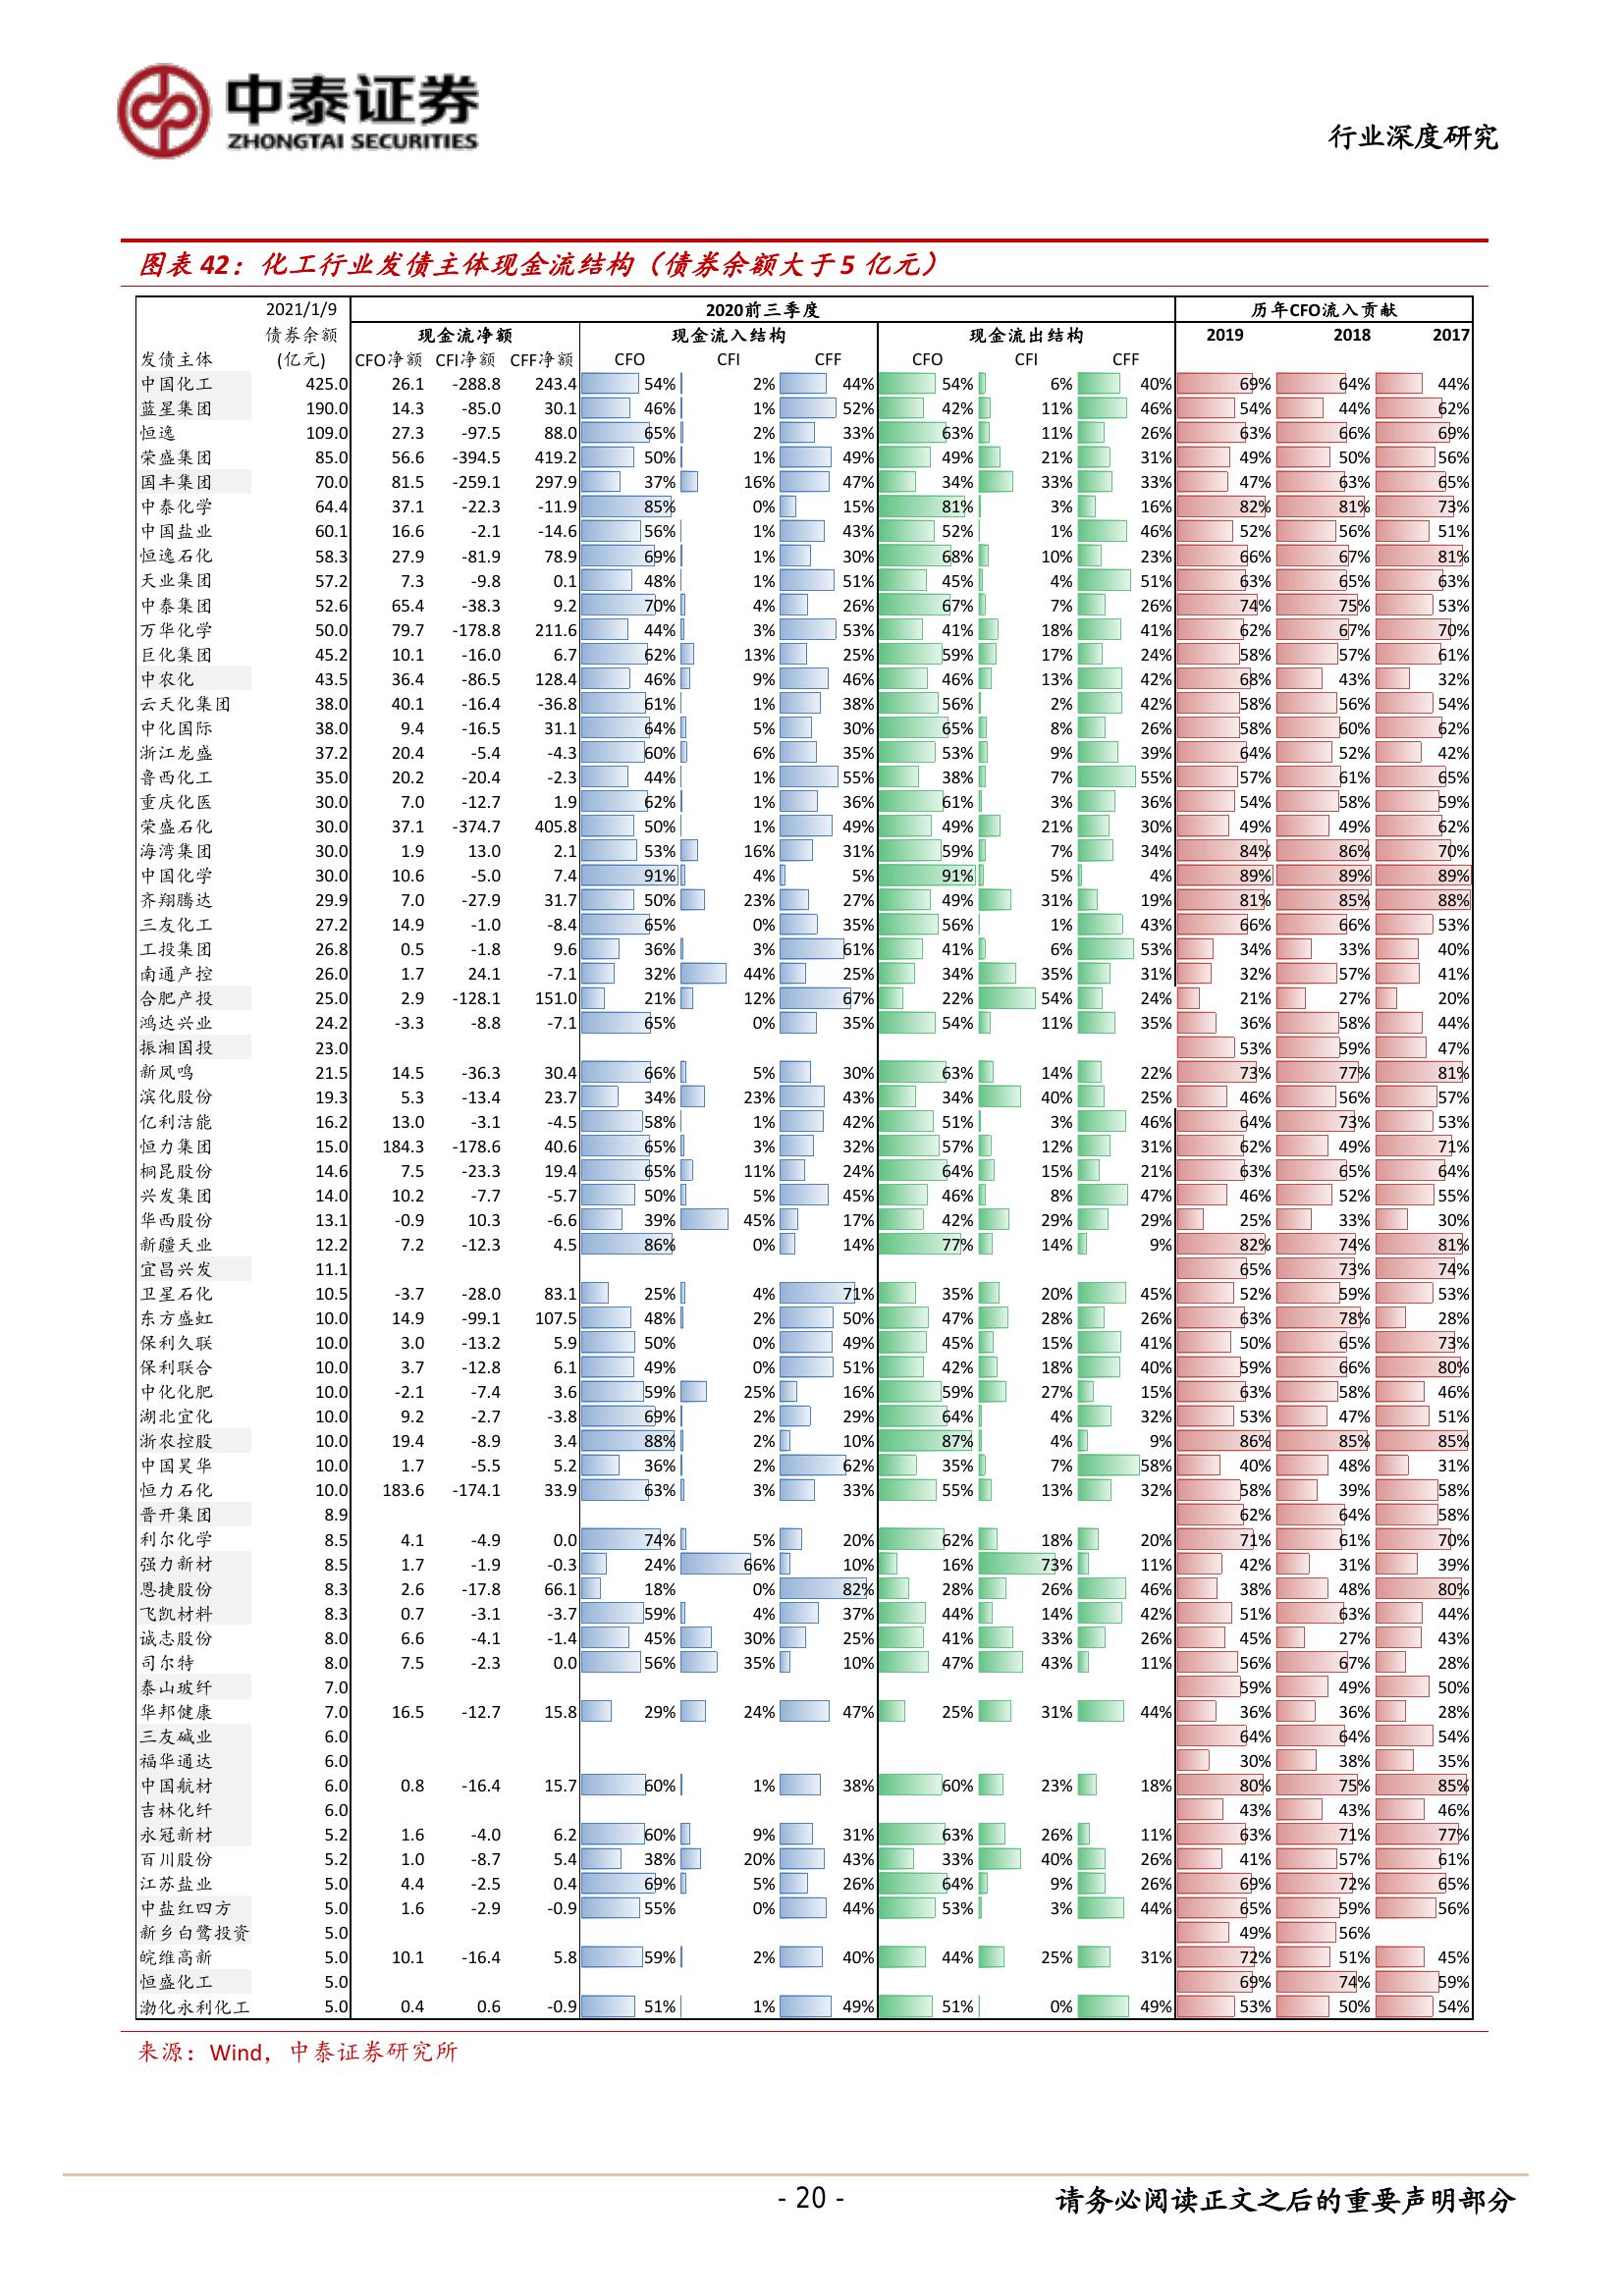 中泰证券
ZHONGTAI SECURITIES
行业深度研究
图表 42：化工行业发债主体现金流结构（债券余额大于 5 亿元）
2021/1/9 2020前三季度 历年CFO流入贡献
债券余额 现金流净额 现金流入结构 现金流出结构 2019 2018 2017
发债主体 (亿元) CFO净额 CFI净额 CFF净额 CFO CFI CFF CFO CFI CFF
中国化工 425.0 26.1 -288.8 243.4 54% 2% 44% 54% 6% 40% 69% 64% 44%
蓝星集团 190.0 14.3 -85.0 30.1 46% 1% 52% 42% 11% 46% 54% 44% 62%
恒逸 109.0 27.3 -97.5 88.0 65% 2% 33% 63% 11% 26% 63% 66% 69%
荣盛集团 85.0 56.6 -394.5 419.2 50% 1% 49% 49% 21% 31% 49% 50% 56%
国丰集团 70.0 81.5 -259.1 297.9 37% 16% 47% 34% 33% 33% 47% 63% 65%
中泰化学 64.4 37.1 -22.3 -11.9 85% 0% 15% 81% 3% 16% 82% 81% 73%
中国盐业 60.1 16.6 -2.1 -14.6 56% 1% 43% 52% 1% 46% 52% 56% 51%
恒逸石化 58.3 27.9 -81.9 78.9 69% 1% 30% 68% 10% 23% 66% 67% 81%
天业集团 57.2 7.3 -9.8 0.1 48% 1% 51% 45% 4% 51% 63% 65% 63%
中泰集团 52.6 65.4 -38.3 9.2 70% 4% 26% 67% 7% 26% 74% 75% 53%
万华化学 50.0 79.7 -178.8 211.6 44% 3% 53% 41% 18% 41% 62% 67% 70%
巨化集团 45.2 10.1 -16.0 6.7 62% 13% 25% 59% 17% 24% 58% 57% 61%
中农化 43.5 36.4 -86.5 128.4 46% 9% 46% 46% 13% 42% 68% 43% 32%
云天化集团 38.0 40.1 -16.4 -36.8 61% 1% 38% 56% 2% 42% 58% 56% 54%
中化国际 38.0 9.4 -16.5 31.1 64% 5% 30% 65% 8% 26% 58% 60% 62%
浙江龙盛 37.2 20.4 -5.4 -4.3 60% 6% 35% 53% 9% 39% 64% 52% 42%
鲁西化工 35.0 20.2 -20.4 -2.3 44% 1% 55% 38% 7% 55% 57% 61% 65%
重庆化医 30.0 7.0 -12.7 1.9 62% 1% 36% 61% 3% 36% 54% 58% 59%
荣盛石化 30.0 37.1 -374.7 405.8 50% 1% 49% 49% 21% 30% 49% 49% 62%
海湾集团 30.0 1.9 13.0 2.1 53% 16% 31% 59% 7% 34% 84% 86% 70%
中国化学 30.0 10.6 -5.0 7.4 91% 4% 5% 91% 5% 4% 89% 89% 89%
齐翔腾达 29.9 7.0 -27.9 31.7 50% 23% 27% 49% 31% 19% 81% 85% 88%
三友化工 27.2 14.9 -1.0 -8.4 65% 0% 35% 56% 1% 43% 66% 66% 53%
工投集团 26.8 0.5 -1.8 9.6 36% 3% 61% 41% 6% 53% 34% 33% 40%
南通产控 26.0 1.7 24.1 -7.1 32% 44% 25% 34% 35% 31% 32% 57% 41%
合肥产投 25.0 2.9 -128.1 151.0 21% 12% 67% 22% 54% 24% 21% 27% 20%
鸿达兴业 24.2 -3.3 -8.8 -7.1 65% 0% 35% 54% 11% 35% 36% 58% 44%
振湘国投 23.0 53% 59% 47%
新凤鸣 21.5 14.5 -36.3 30.4 66% 5% 30% 63% 14% 22% 73% 77% 81%
滨化股份 19.3 5.3 -13.4 23.7 34% 23% 43% 34% 40% 25% 46% 56% 57%
亿利洁能 16.2 13.0 -3.1 -4.5 58% 1% 42% 51% 3% 46% 64% 73% 53%
恒力集团 15.0 184.3 -178.6 40.6 65% 3% 32% 57% 12% 31% 62% 49% 71%
桐昆股份 14.6 7.5 -23.3 19.4 65% 11% 24% 64% 15% 21% 63% 65% 64%
兴发集团 14.0 10.2 -7.7 -5.7 50% 5% 45% 46% 8% 47% 46% 52% 55%
华西股份 13.1 -0.9 10.3 -6.6 39% 45% 17% 42% 29% 29% 25% 33% 30%
新疆天业 12.2 7.2 -12.3 4.5 86% 0% 14% 77% 14% 9% 82% 74% 81%
宜昌兴发 11.1 65% 73% 74%
卫星石化 10.5 -3.7 -28.0 83.1 25% 4% 71% 35% 20% 45% 52% 59% 53%
东方盛虹 10.0 14.9 -99.1 107.5 48% 2% 50% 47% 28% 26% 63% 78% 28%
保利久联 10.0 3.0 -13.2 5.9 50% 0% 49% 45% 15% 41% 50% 65% 73%
保利联合 10.0 3.7 -12.8 6.1 49% 0% 51% 42% 18% 40% 59% 66% 80%
中化化肥 10.0 -2.1 -7.4 3.6 59% 25% 16% 59% 27% 15% 63% 58% 46%
湖北宜化 10.0 9.2 -2.7 -3.8 69% 2% 29% 64% 4% 32% 53% 47% 51%
浙农控股 10.0 19.4 -8.9 3.4 88% 2% 10% 87% 4% 9% 86% 85% 85%
中国昊华 10.0 1.7 -5.5 5.2 36% 2% 62% 35% 7% 58% 40% 48% 31%
恒力石化 10.0 183.6 -174.1 33.9 63% 3% 33% 55% 13% 32% 58% 39% 58%
晋开集团 8.9 62% 64% 58%
利尔化学 8.5 4.1 -4.9 0.0 74% 5% 20% 62% 18% 20% 71% 61% 70%
强力新材 8.5 1.7 -1.9 -0.3 24% 66% 10% 16% 73% 11% 42% 31% 39%
恩捷股份 8.3 2.6 -17.8 66.1 18% 0% 82% 28% 26% 46% 38% 48% 80%
飞凯材料 8.3 0.7 -3.1 -3.7 59% 4% 37% 44% 14% 42% 51% 63% 44%
诚志股份 8.0 6.6 -4.1 -1.4 45% 30% 25% 41% 33% 26% 45% 27% 43%
司尔特 8.0 7.5 -2.3 0.0 56% 35% 10% 47% 43% 11% 56% 67% 28%
泰山玻纤 7.0 59% 49% 50%
华邦健康 7.0 16.5 -12.7 15.8 29% 24% 47% 25% 31% 44% 36% 36% 28%
三友碱业 6.0 64% 64% 54%
福华通达 6.0 30% 38% 35%
中国航材 6.0 0.8 -16.4 15.7 60% 1% 38% 60% 23% 18% 80% 75% 85%
吉林化纤 6.0 43% 43% 46%
永冠新材 5.2 1.6 -4.0 6.2 60% 9% 31% 63% 26% 11% 63% 71% 77%
百川股份 5.2 1.0 -8.7 5.4 38% 20% 43% 33% 40% 26% 41% 57% 61%
江苏盐业 5.0 4.4 -2.5 0.4 69% 5% 26% 64% 9% 26% 69% 72% 65%
中盐红四方 5.0 1.6 -2.9 -0.9 55% 0% 44% 53% 3% 44% 65% 59% 56%
新乡白鹭投资 5.0 49% 56%
皖维高新 5.0 10.1 -16.4 5.8 59% 2% 40% 44% 25% 31% 72% 51% 45%
恒盛化工 5.0 69% 74% 59%
渤化永利化工 5.0 0.4 0.6 -0.9 51% 1% 49% 51% 0% 49% 53% 50% 54%
来源：Wind，中泰证券研究所
- 20 -
请务必阅读正文之后的重要声明部分